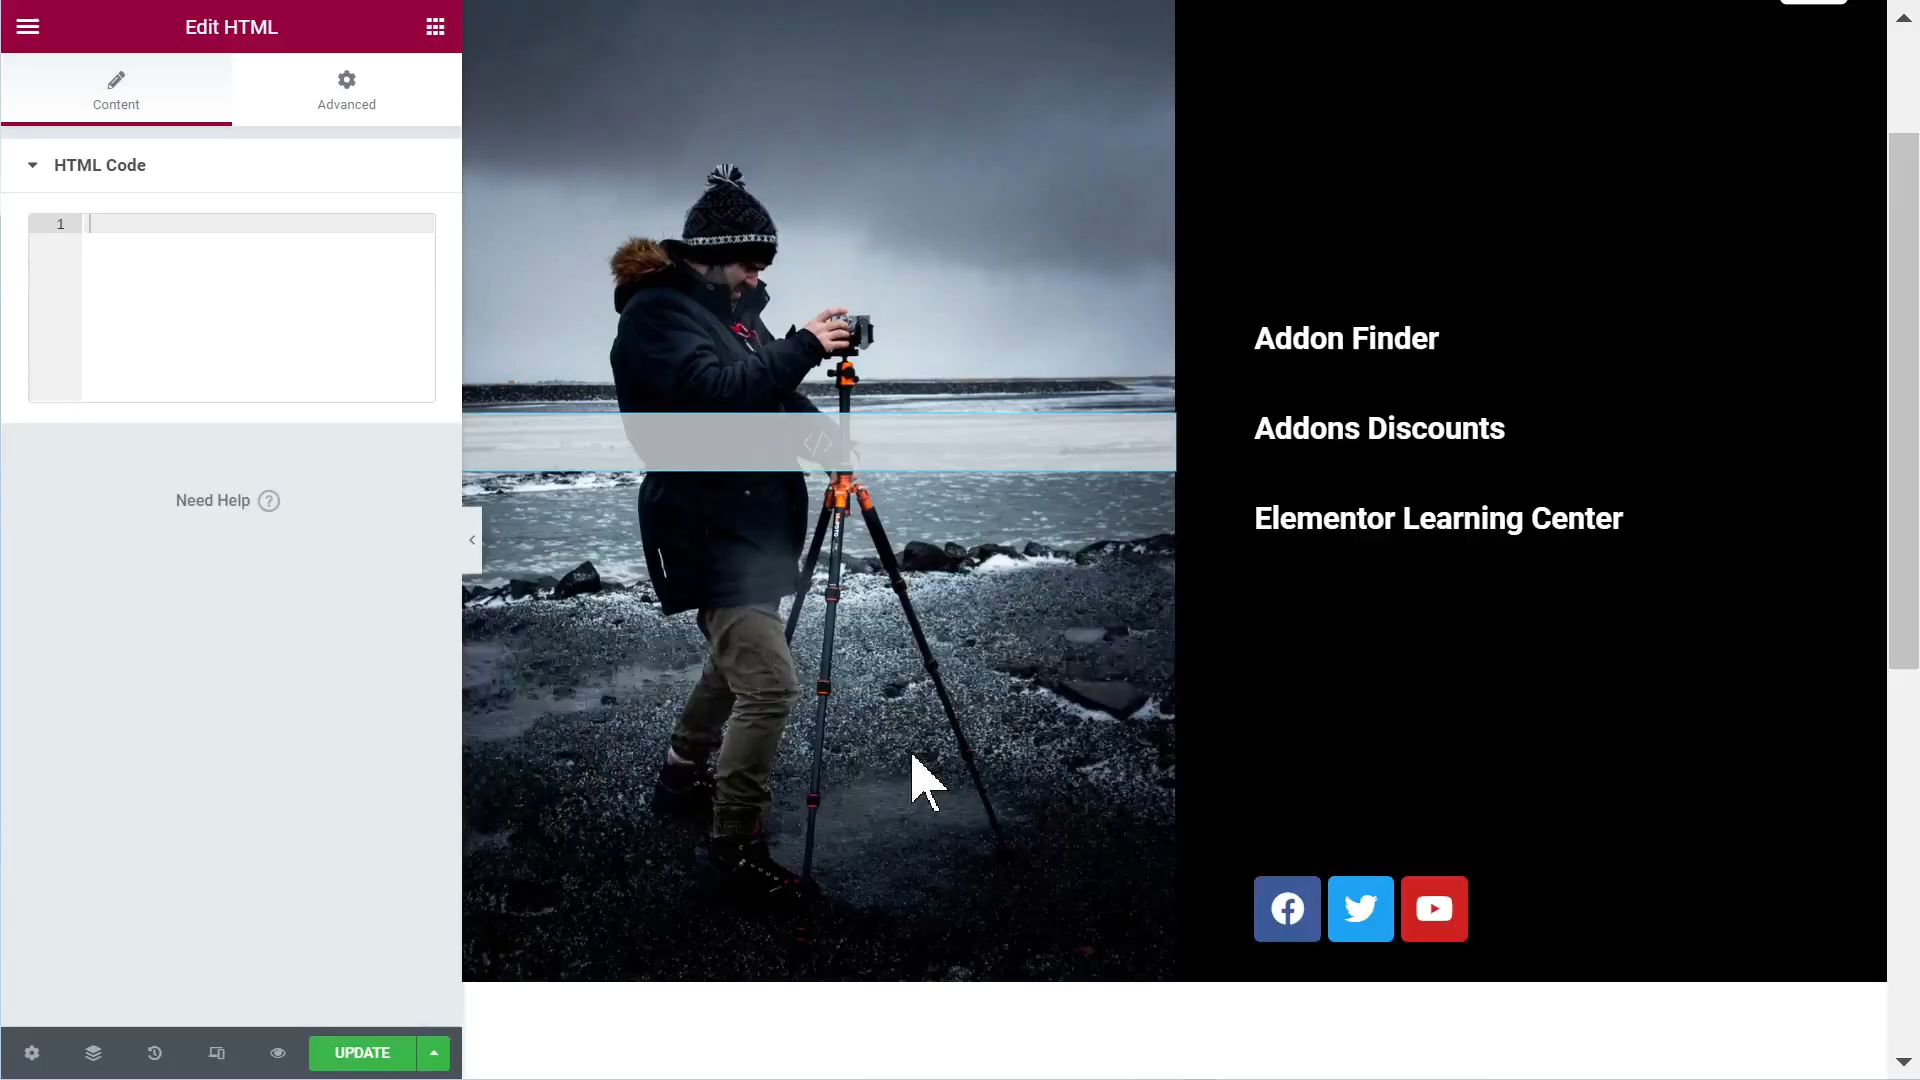 Edit HTML
Content
Advanced
HTML Code
1
Need Help ?
UPDATE
Addon Finder
Addons Discounts
Elementor Learning Center